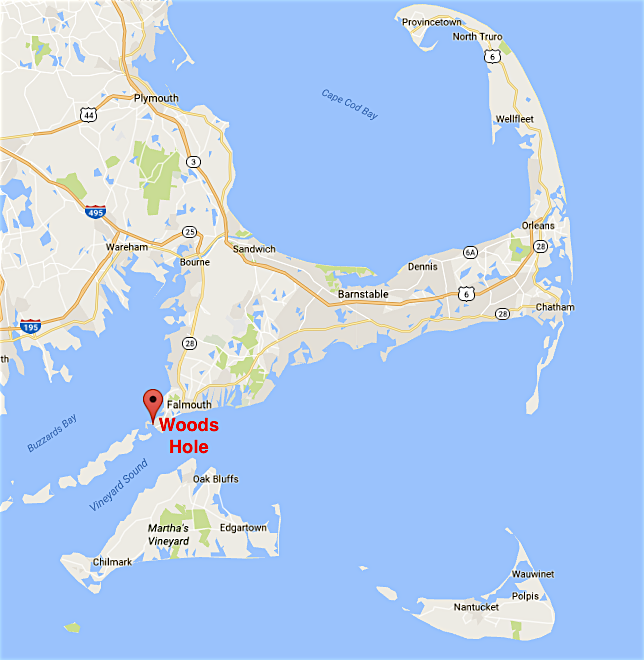 Provincetown
North Truro
6
Cape Cod Bay
Plymouth
44
Wellfleet
3
495
Orleans
25
Wareham
Sandwich
28
6A
Bourne
Dennis
Barnstable
6
Chatham
28
195
28
th
Falmouth
Woods
Hole
Buzzards Bay
Vineyard Sound
Oak Bluffs
Martha's
Vineyard
Edgartown
Chilmark
Wauwinet
Polpis
Nantucket